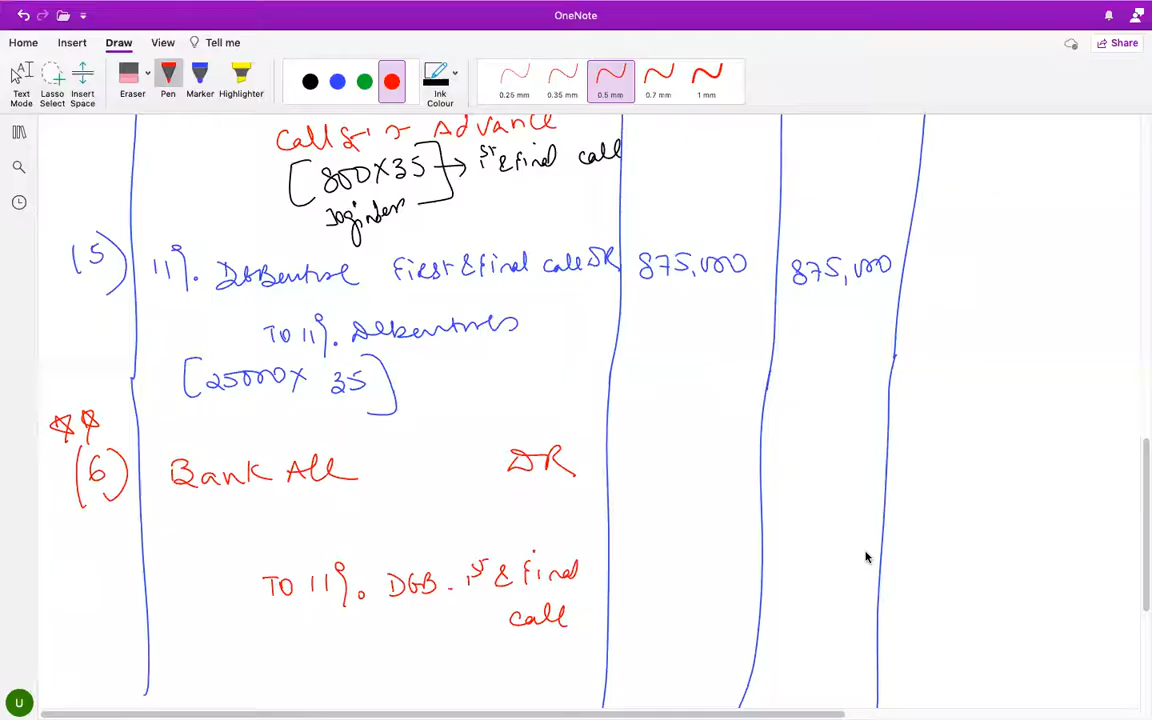 OneNote
Home Insert Draw View Tell me
Share
Text Mode
Lasso Select
Insert Space
Eraser
Pen
Marker
Highlighter
Ink Colour
0.25 mm
0.35 mm
0.5 mm
0.7 mm
1 mm
Advance
[800X35] → 1st & final call
Joginder
(5) 11%. Debenture First & Final call DR 875,000 875,000
TO 11%. Debentures
[25000X 35]
(6) Bank A/c DR
TO 11%. DEB. 1st & Final
call
U